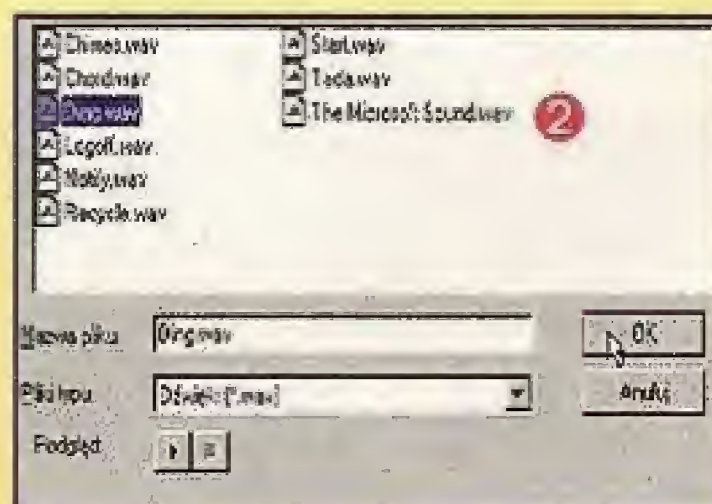 Chimes.wav
Chord.wav
Ding.wav
Logoff.wav
Notify.wav
Recycle.wav
Start.wav
Tada.wav
The Microsoft Sound.wav
2
Nazwa pliku
Ding.wav
OK
Pliki typu
Dźwięki (*.wav)
Anuluj
Podgląd